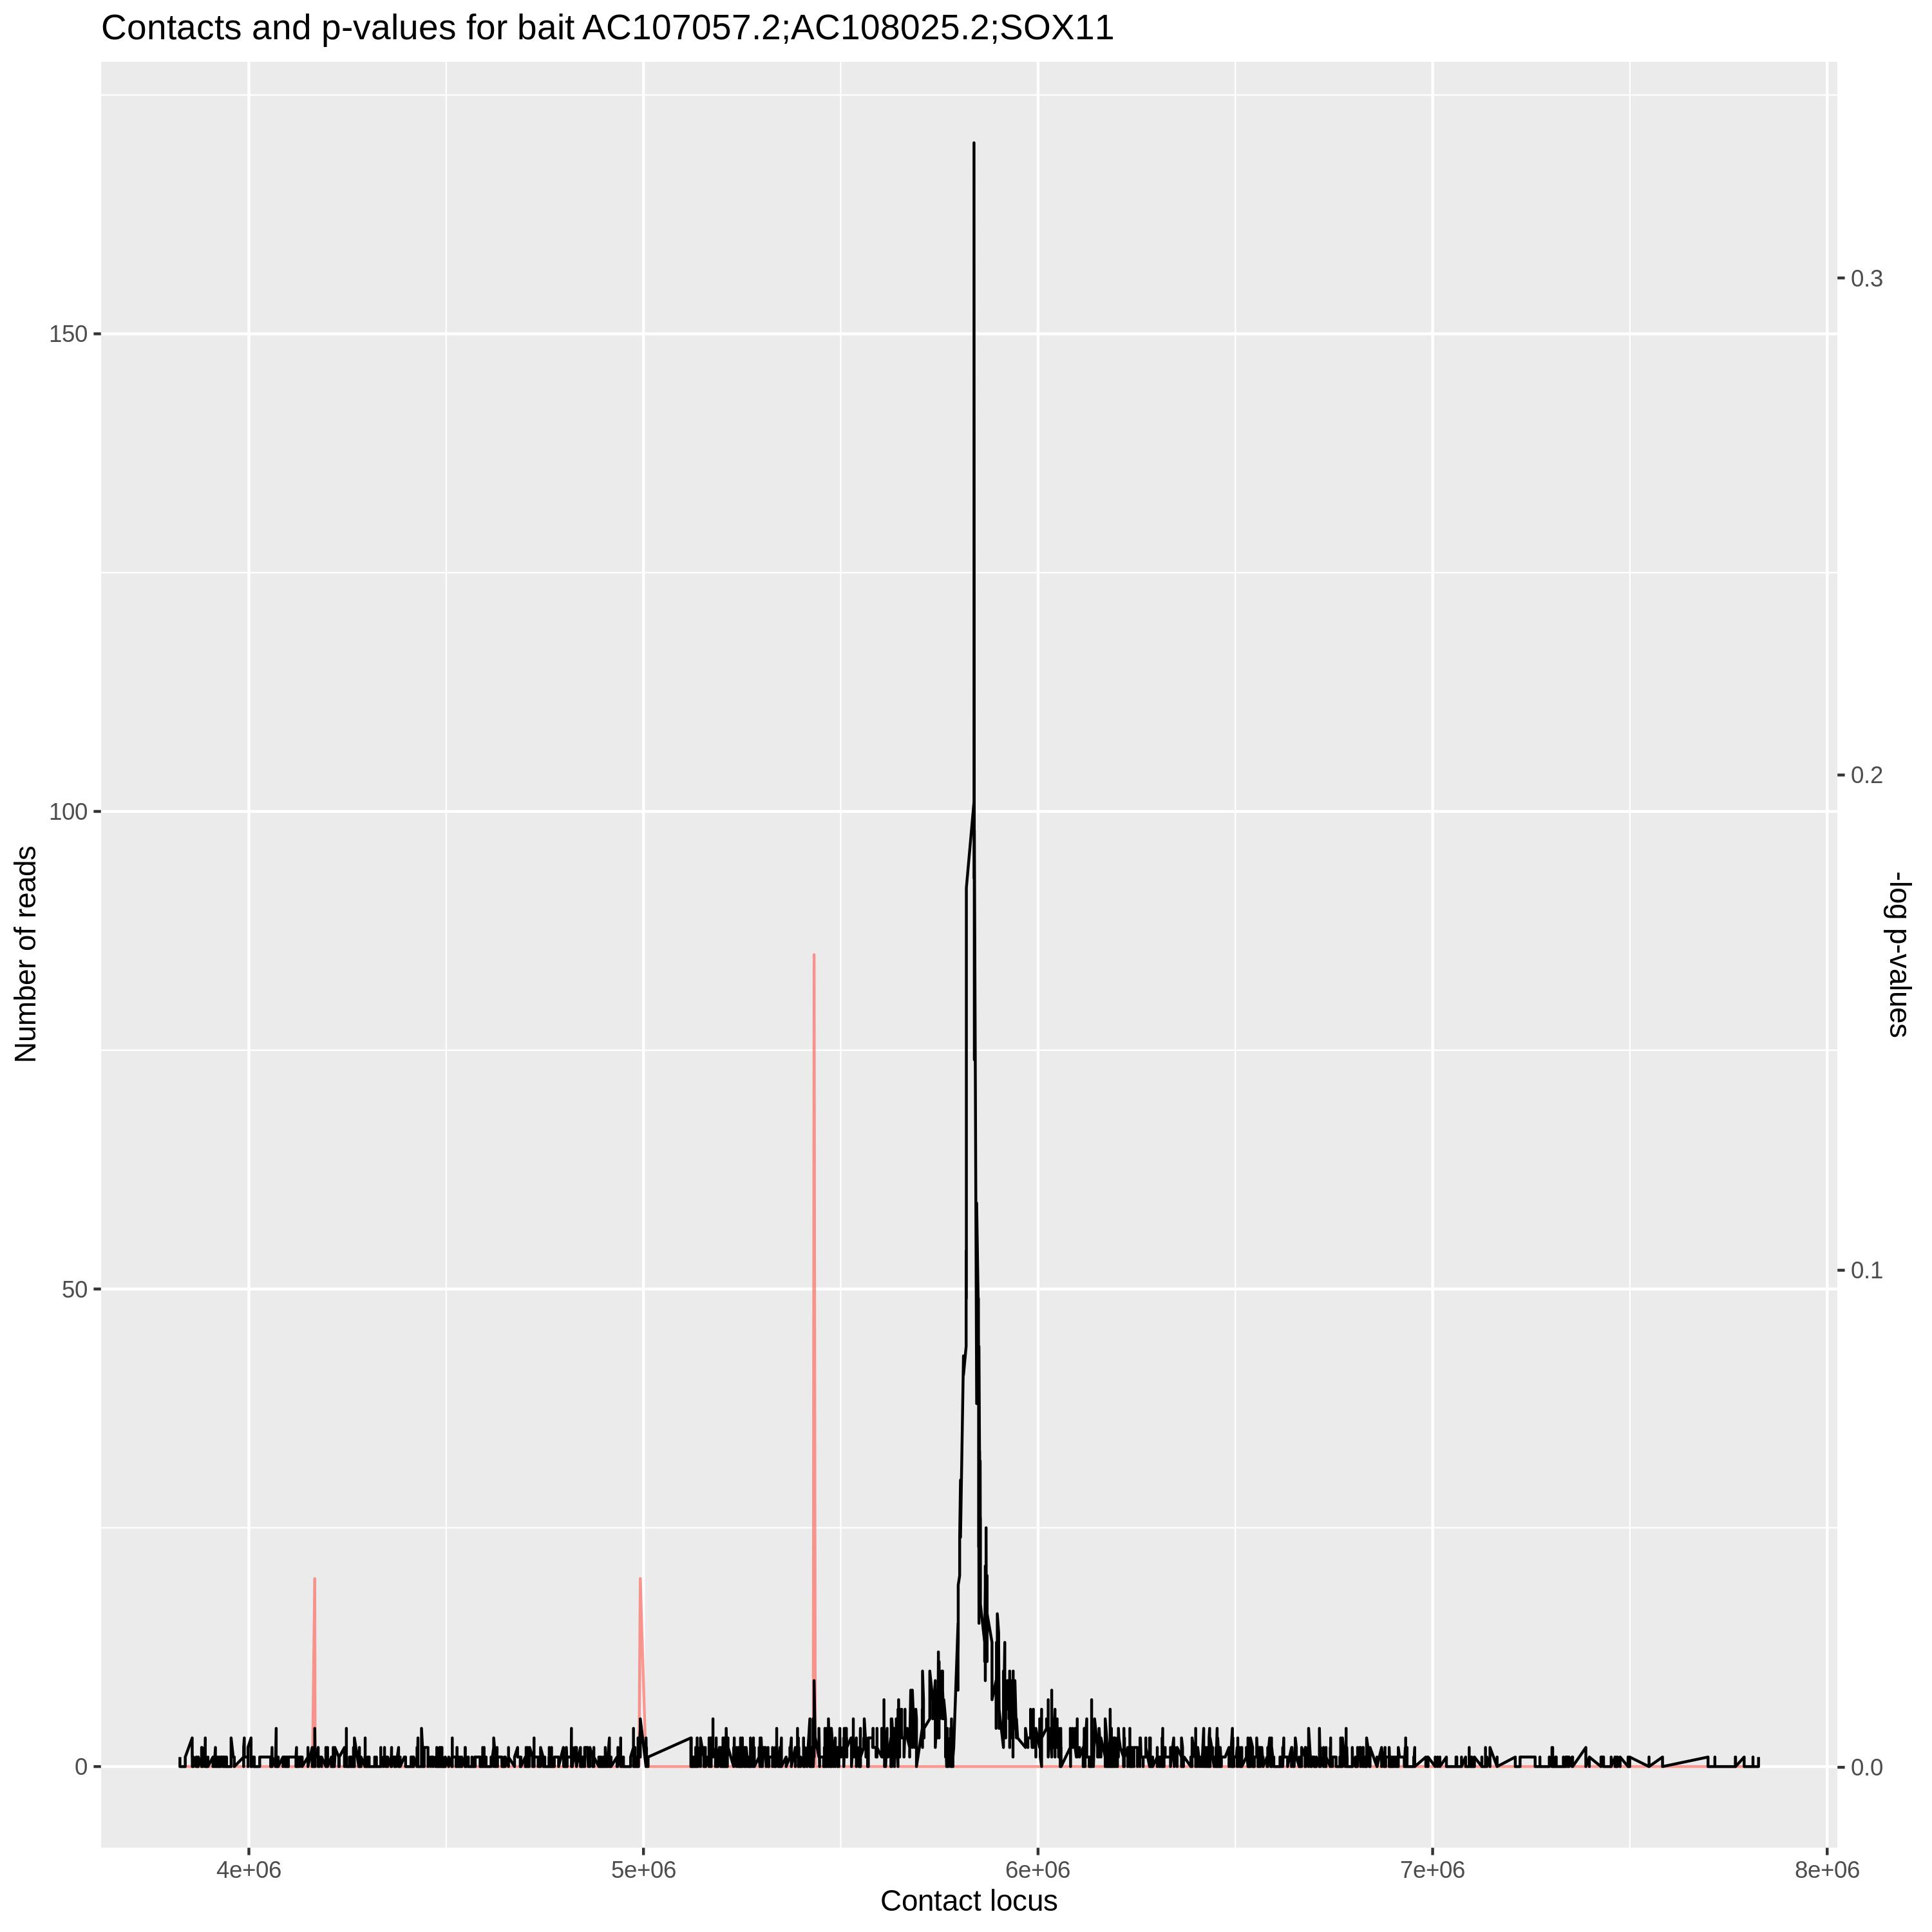 Contacts and p-values for bait AC107057.2;AC108025.2;SOX11
150
100
50
0
Number of reads
0.3
0.2
0.1
0.0
-log p-values
4e+06
5e+06
6e+06
7e+06
8e+06
Contact locus